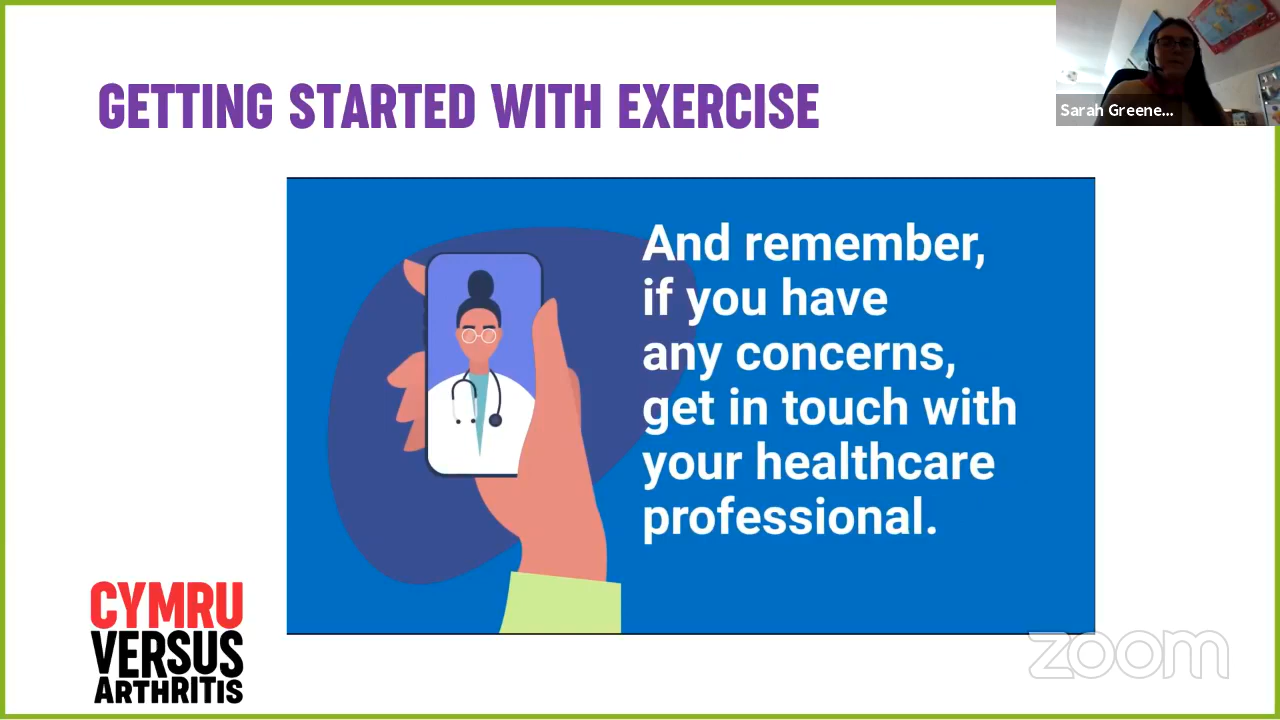 GETTING STARTED WITH EXERCISE
Sarah Greene...
And remember,
if you have
any concerns,
get in touch with
your healthcare
professional.
CYMRU
VERSUS
ARTHRITIS
zoom